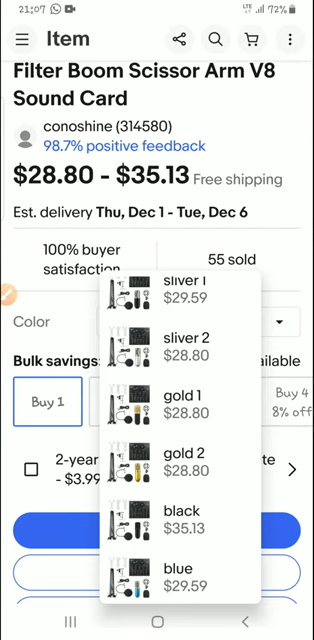 21:07
LTE
72%
Item
Filter Boom Scissor Arm V8
Sound Card
conoshine (314580)
98.7% positive feedback
$28.80 - $35.13 Free shipping
Est. delivery Thu, Dec 1 - Tue, Dec 6
100% buyer
satisfaction
55 sold
sliver 1
$29.59
Color
sliver 2
$28.80
Bulk savings:
ailable
gold 1
$28.80
Buy 1
Buy 4
8% off
gold 2
$28.80
2-year
te
- $3.99
black
$35.13
blue
$29.59